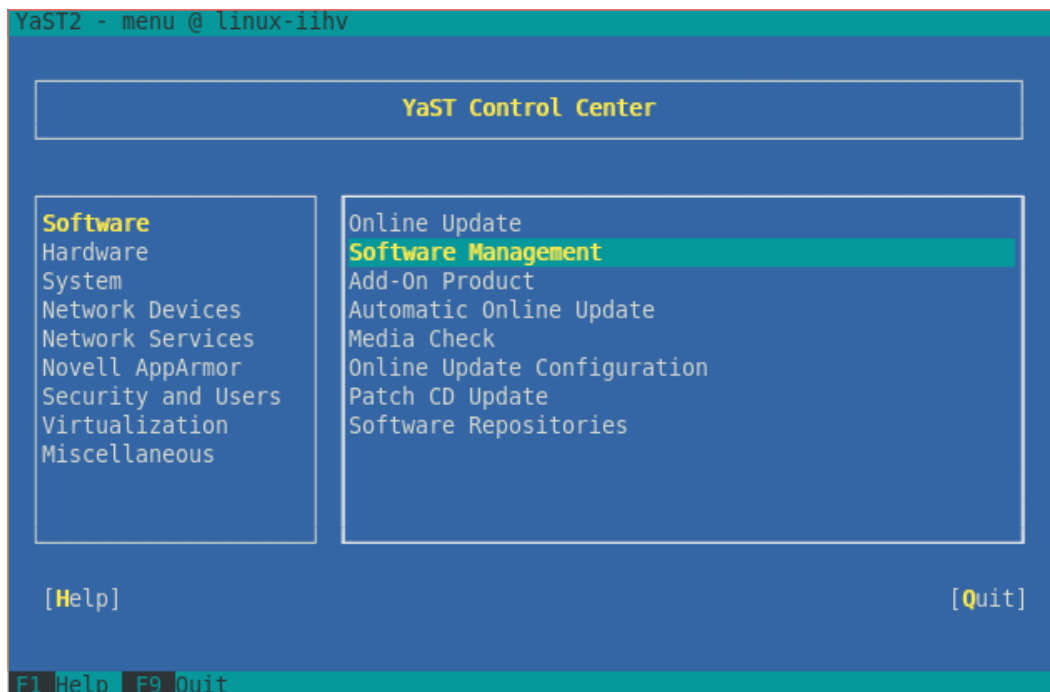 YaST2 - menu @ linux-iihv
YaST Control Center
Software
Hardware
System
Network Devices
Network Services
Novell AppArmor
Security and Users
Virtualization
Miscellaneous
Online Update
Software Management
Add-On Product
Automatic Online Update
Media Check
Online Update Configuration
Patch CD Update
Software Repositories
[Help] [Quit]
F1 Help F9 Quit